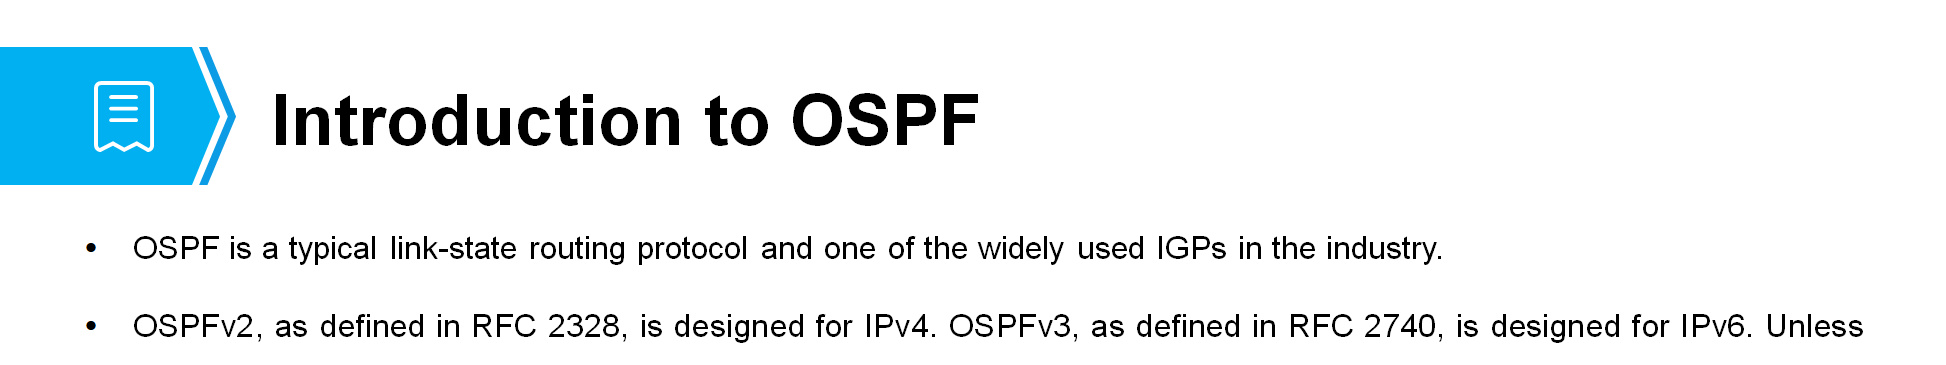 Introduction to OSPF
• OSPF is a typical link-state routing protocol and one of the widely used IGPs in the industry.
• OSPFv2, as defined in RFC 2328, is designed for IPv4. OSPFv3, as defined in RFC 2740, is designed for IPv6. Unless